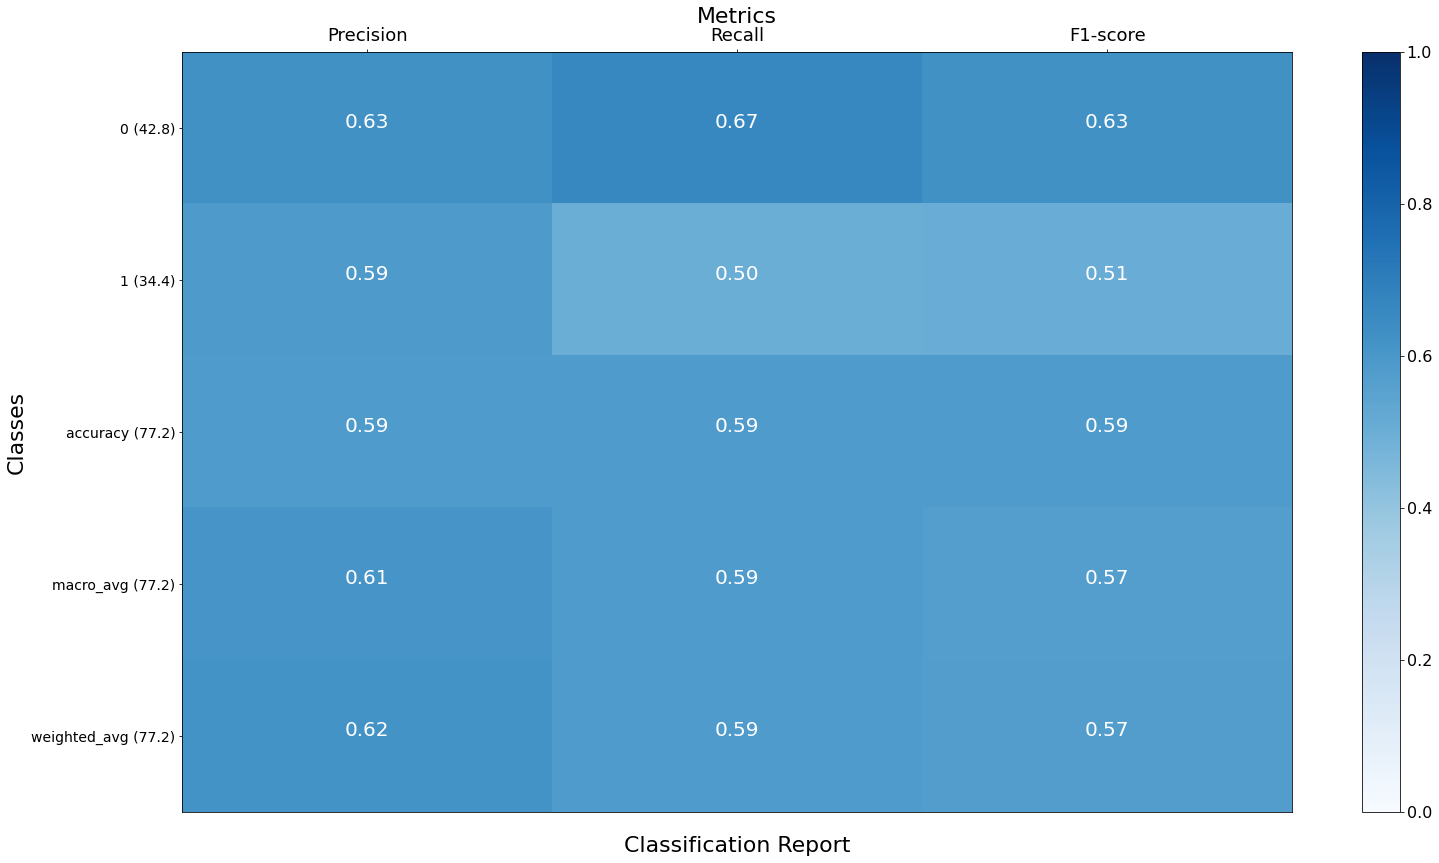 Metrics
Precision Recall F1-score
0 (42.8) 0.63 0.67 0.63
1 (34.4) 0.59 0.50 0.51
accuracy (77.2) 0.59 0.59 0.59
macro_avg (77.2) 0.61 0.59 0.57
weighted_avg (77.2) 0.62 0.59 0.57
Classes
Classification Report
1.0
0.8
0.6
0.4
0.2
0.0